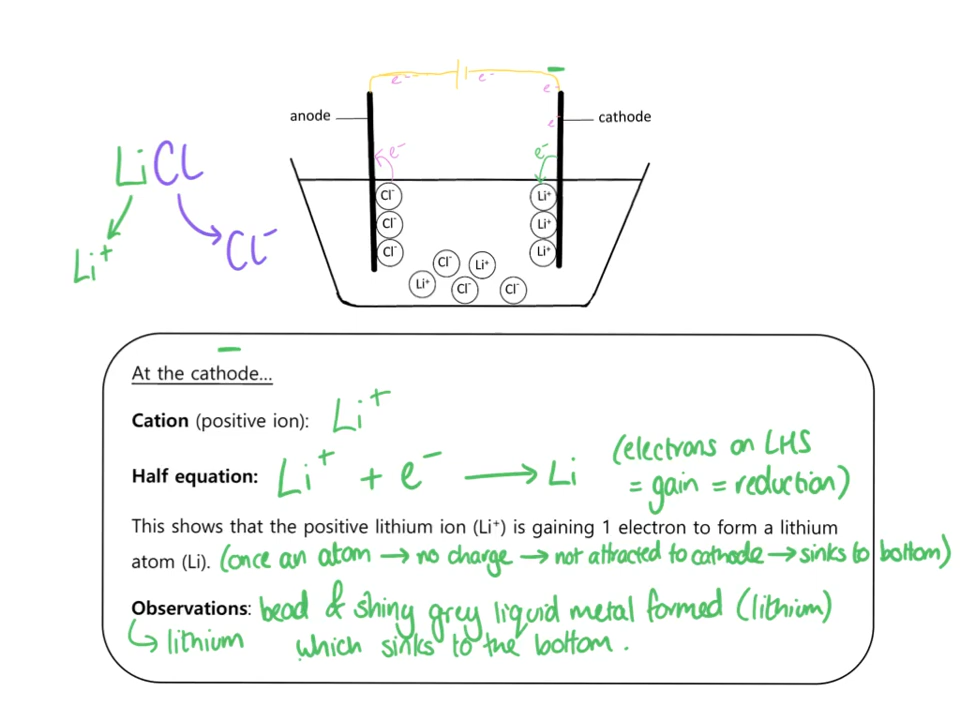 −
e⁻ e⁻
e⁻
anode
cathode
e
e⁻
e⁻
LiCl
Li⁺
Cl⁻
Cl⁻
Li⁺
Cl⁻
Li⁺
Cl⁻
Li⁺
Cl⁻
Li⁺
Li⁺
Cl⁻
Cl⁻
−
At the cathode...
Cation (positive ion): Li⁺
Half equation: Li⁺ + e⁻ → Li (electrons on LHS
= gain = reduction)
This shows that the positive lithium ion (Li⁺) is gaining 1 electron to form a lithium
atom (Li). (once an atom → no charge → not attracted to cathode → sinks to bottom)
Observations: bead of shiny grey liquid metal formed (lithium)
↳ lithium which sinks to the bottom.